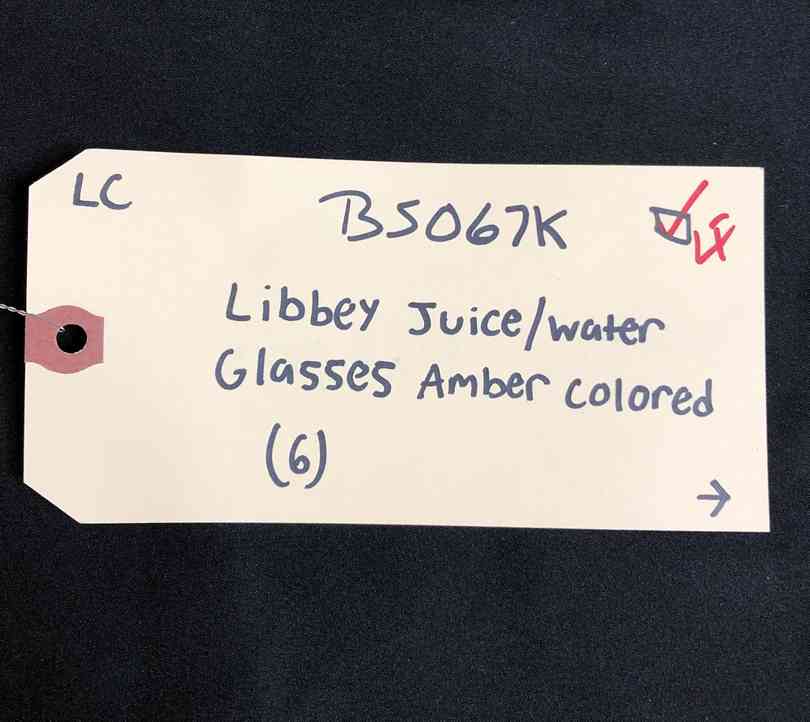 LC
B5067K
Libbey Juice/water
Glasses Amber colored
(6)
→